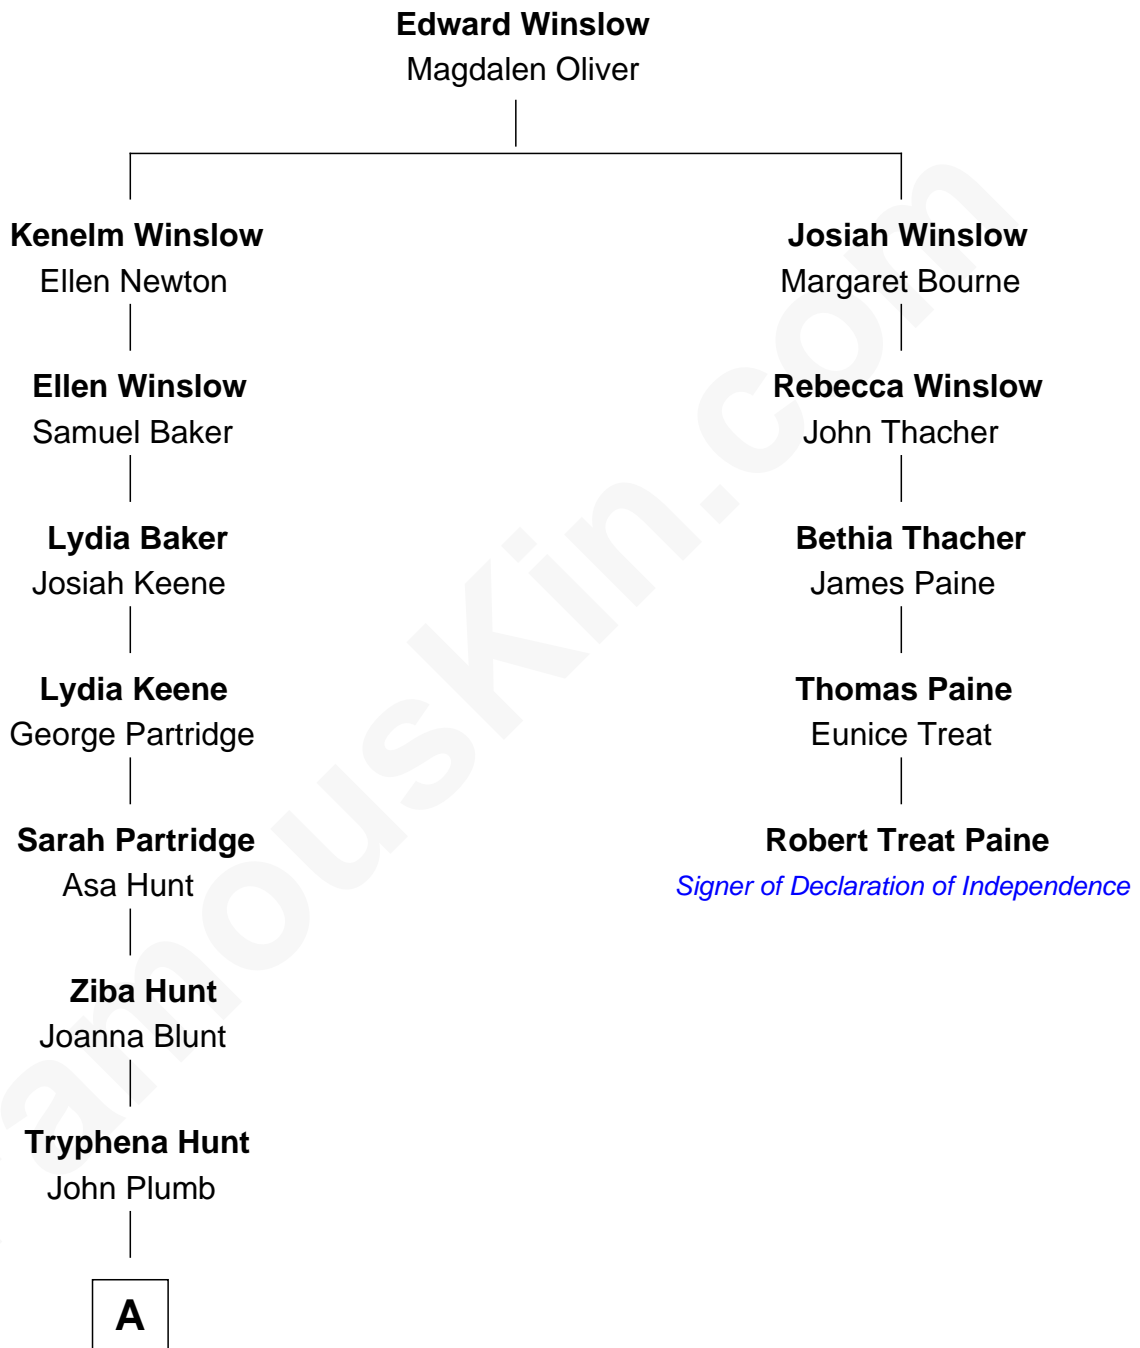 Edward Winslow
Magdalen Oliver
Kenelm Winslow
Ellen Newton
Josiah Winslow
Margaret Bourne
Ellen Winslow
Samuel Baker
Rebecca Winslow
John Thacher
Lydia Baker
Josiah Keene
Bethia Thacher
James Paine
Lydia Keene
George Partridge
Thomas Paine
Eunice Treat
Sarah Partridge
Asa Hunt
Robert Treat Paine
Signer of Declaration of Independence
Ziba Hunt
Joanna Blunt
Tryphena Hunt
John Plumb
A
amousKin.com